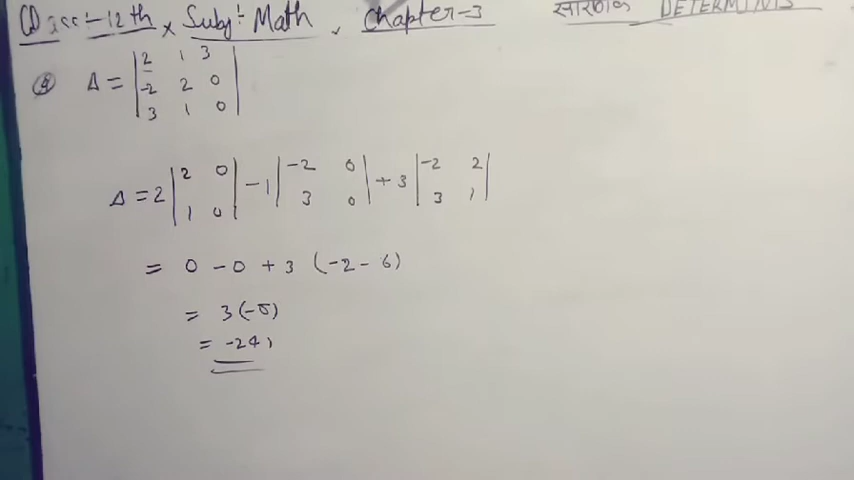 Class :- 12th × Subj :- Math , Chapter-3 सारणिक DETERMINTS
④ Δ = | 2 1 3 |
| -2 2 0 |
| 3 1 0 |
Δ = 2 | 2 0 | - 1 | -2 0 | + 3 | -2 2 |
| 1 0 | | 3 0 | | 3 1 |
= 0 - 0 + 3 (-2 - 6)
= 3(-8)
= -24,